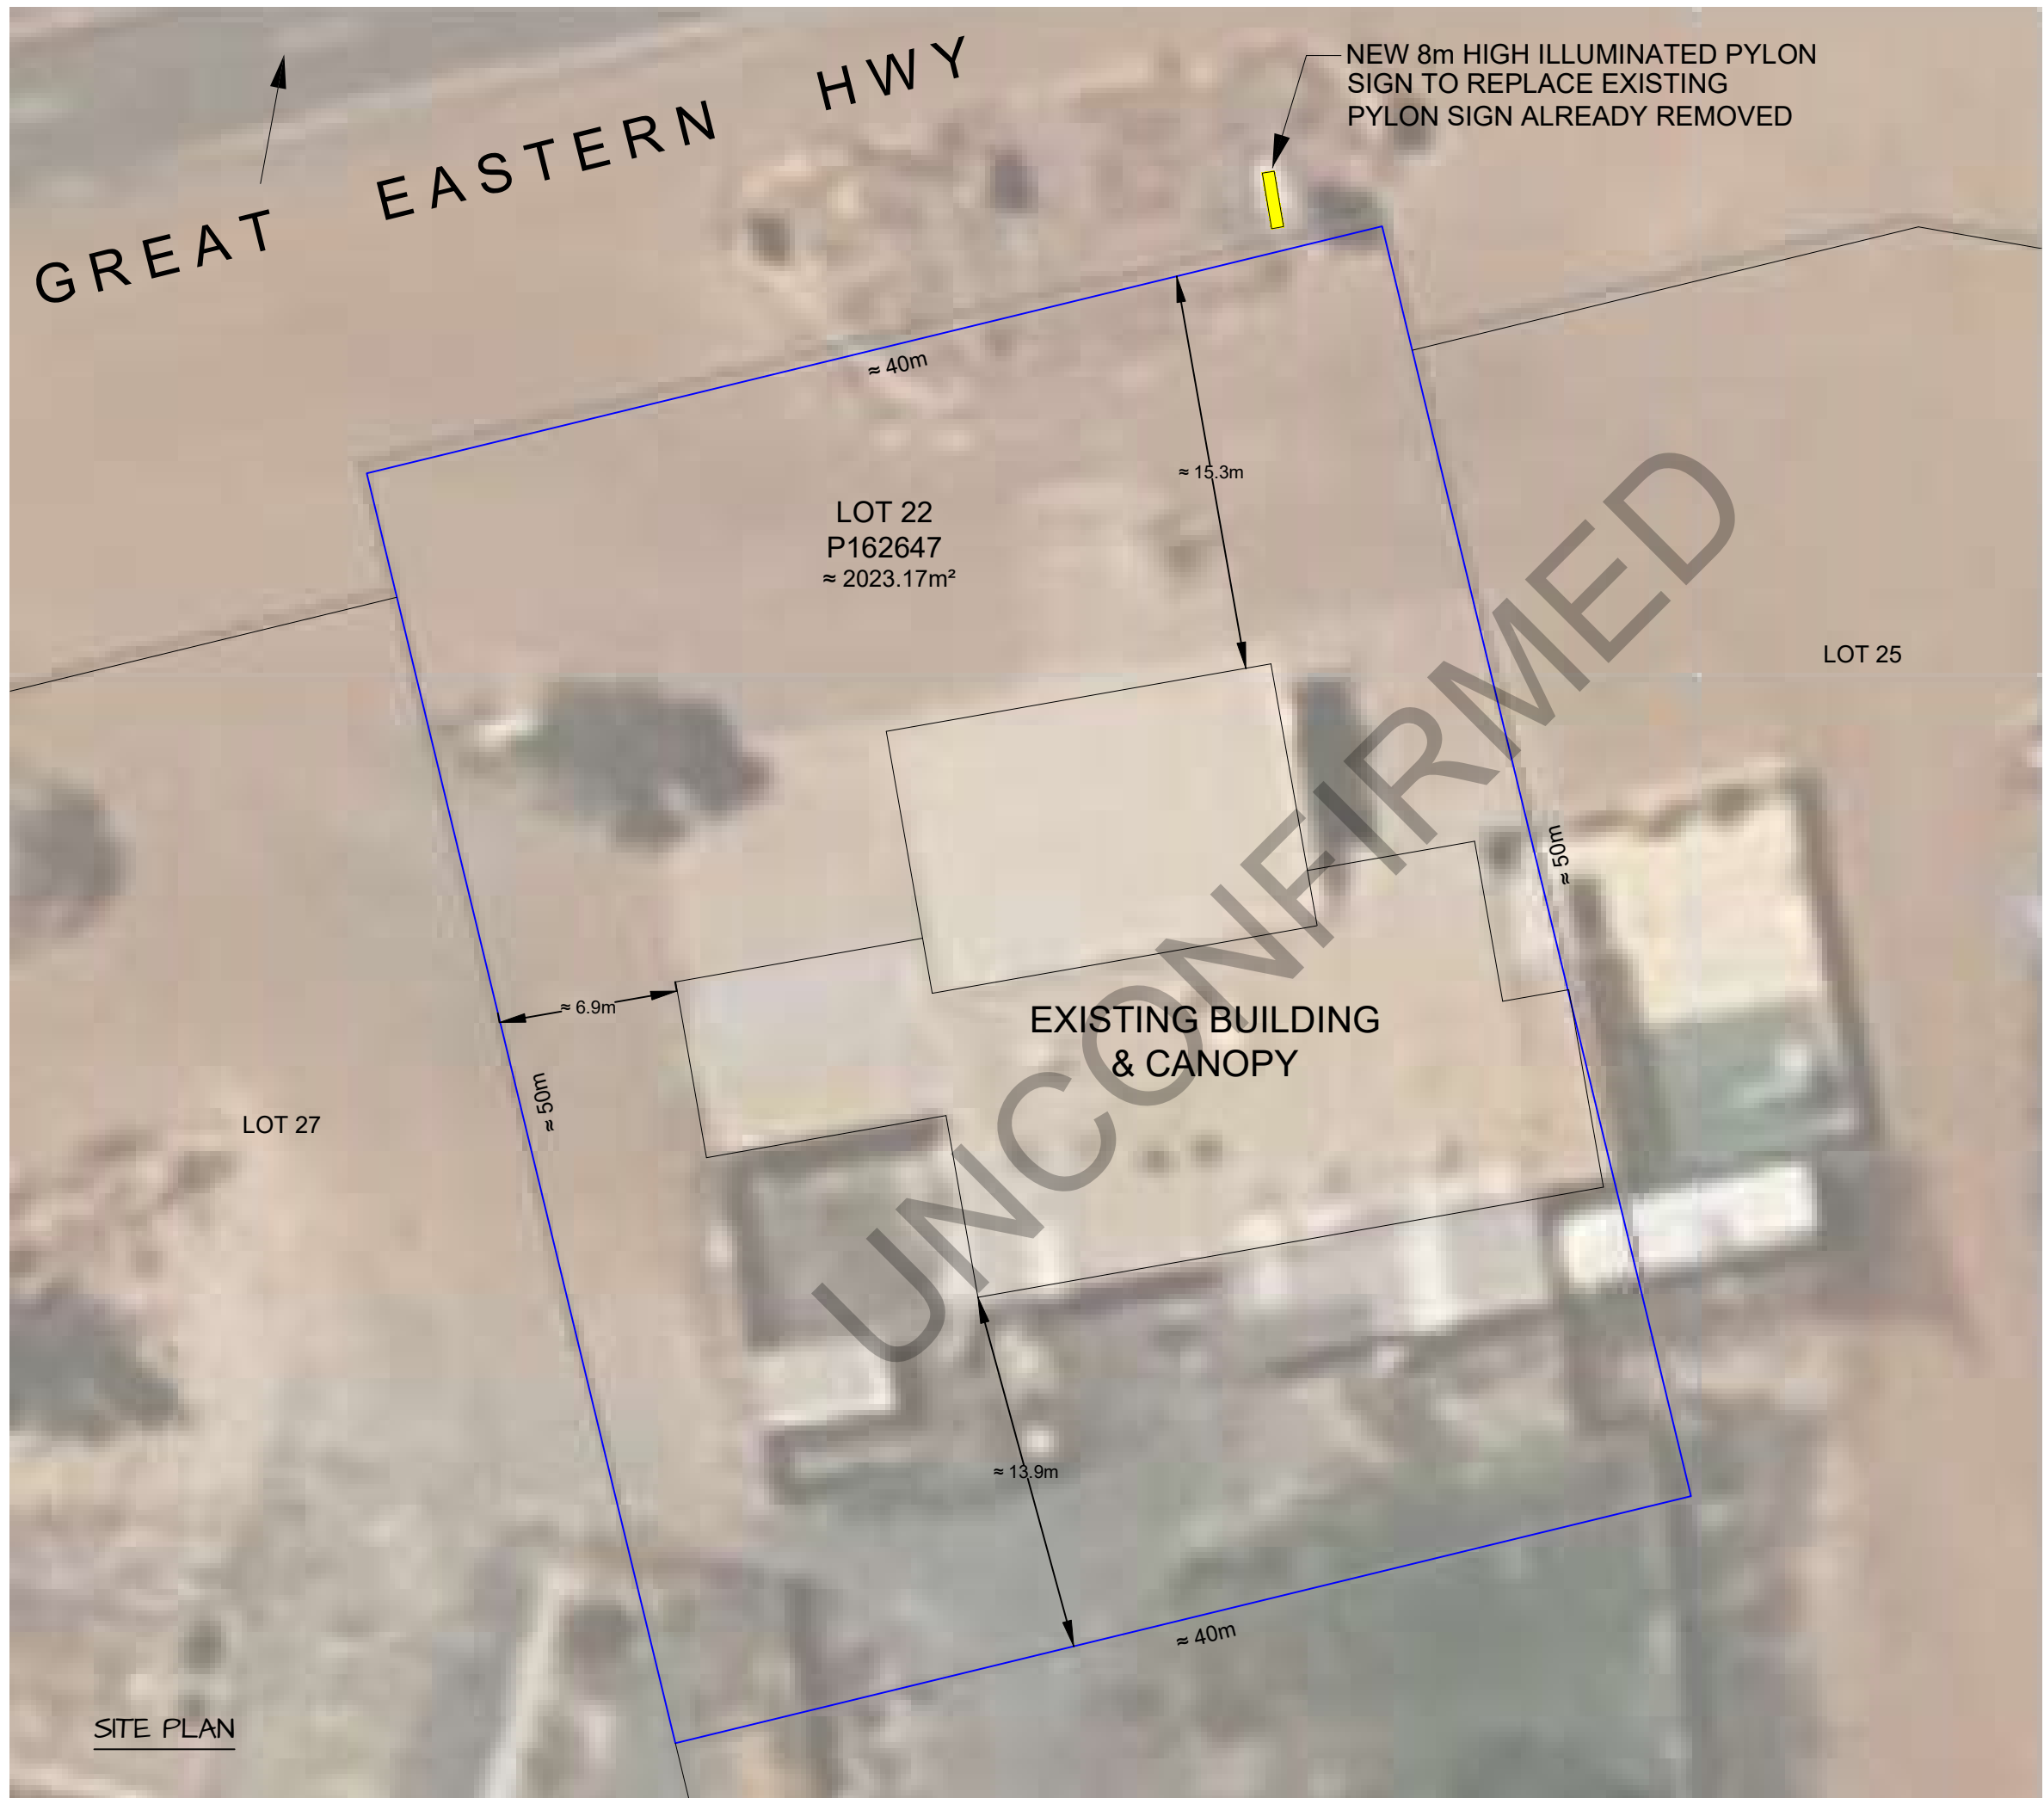 GREAT EASTERN HWY
NEW 8m HIGH ILLUMINATED PYLON
SIGN TO REPLACE EXISTING
PYLON SIGN ALREADY REMOVED
≈ 40m
≈ 15.3m
LOT 22
P162647
≈ 2023.17m²
LOT 25
≈ 50m
≈ 6.9m
EXISTING BUILDING
& CANOPY
UNCONFIRMED
≈ 50m
LOT 27
≈ 13.9m
≈ 40m
SITE PLAN